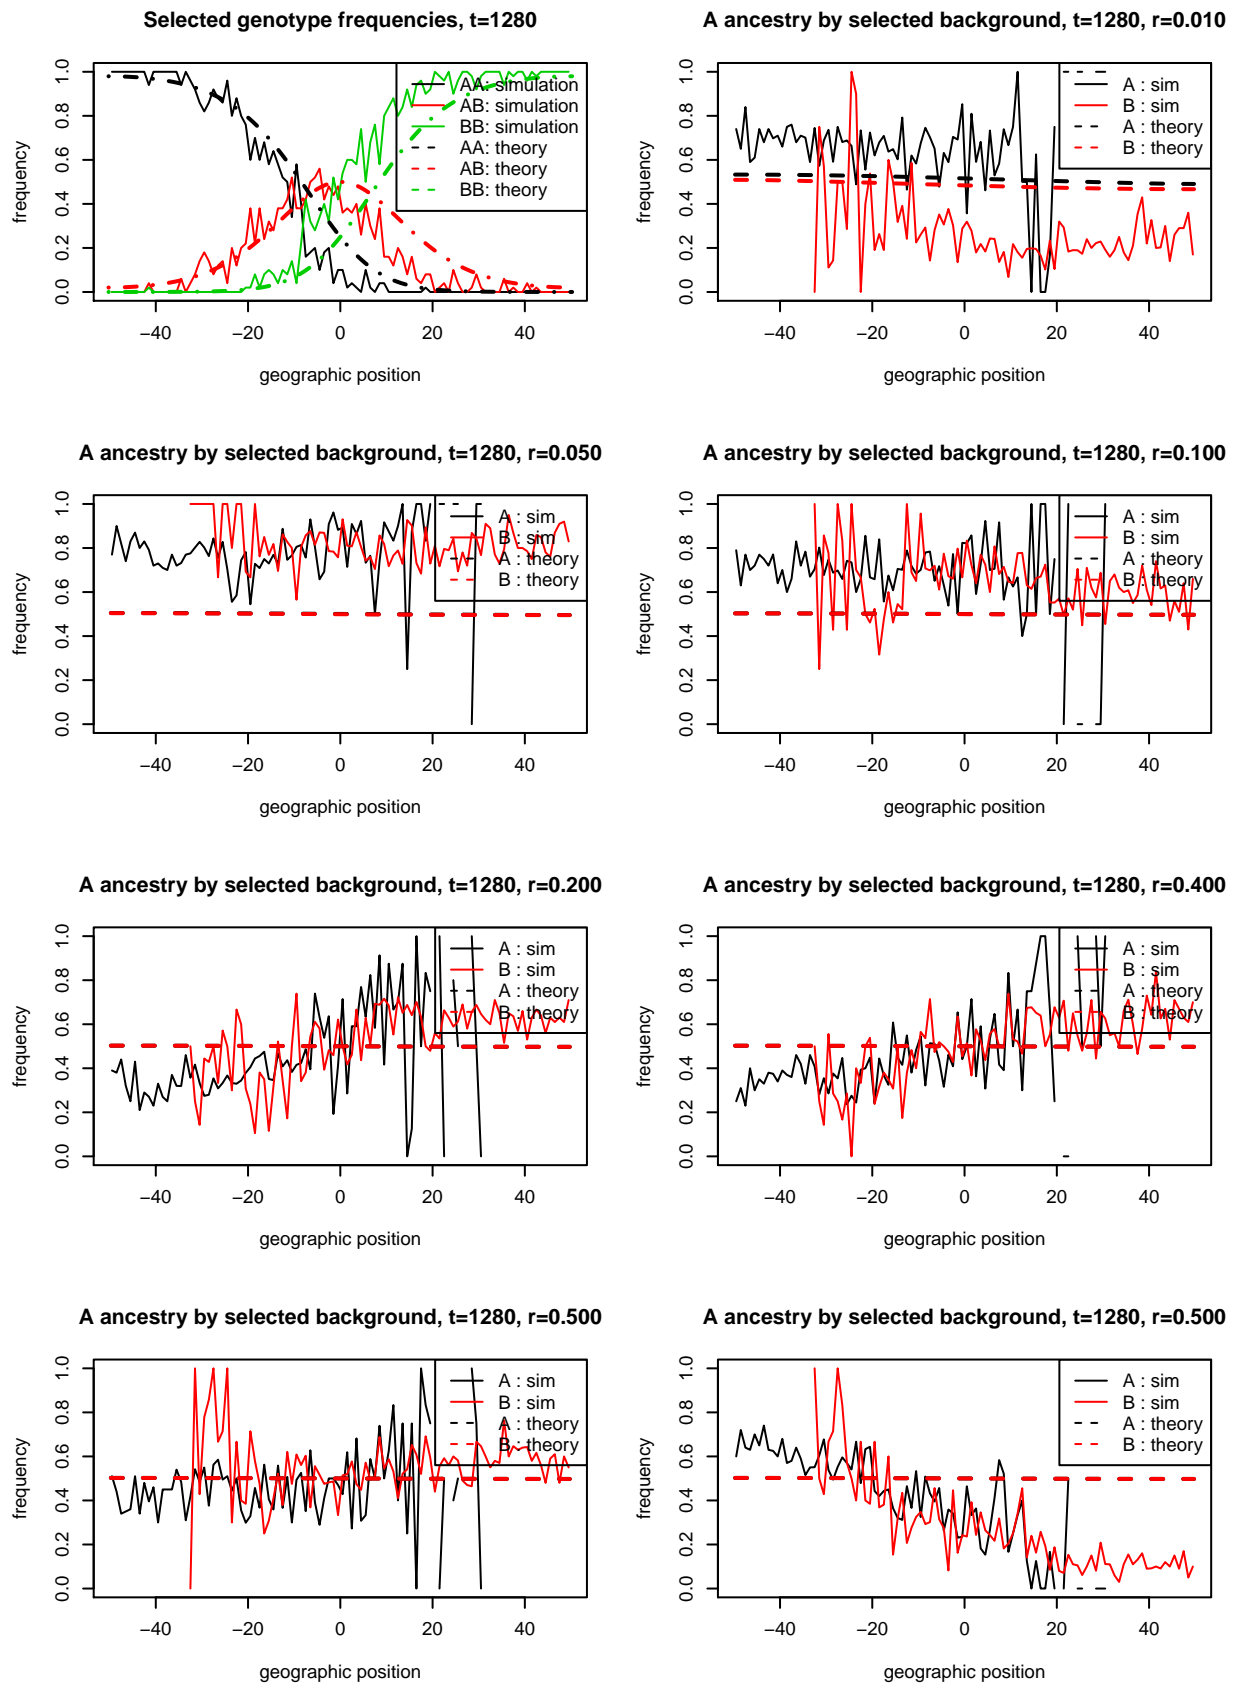 Selected genotype frequencies, t=1280
1.0
0.8
0.6
0.4
0.2
0.0
frequency
AA: simulation
AB: simulation
BB: simulation
AA: theory
AB: theory
BB: theory
−40 −20 0 20 40
geographic position
A ancestry by selected background, t=1280, r=0.010
1.0
0.8
0.6
0.4
0.2
0.0
frequency
A : sim
B : sim
A : theory
B : theory
−40 −20 0 20 40
geographic position
A ancestry by selected background, t=1280, r=0.050
1.0
0.8
0.6
0.4
0.2
0.0
frequency
A : sim
B : sim
A : theory
B : theory
−40 −20 0 20 40
geographic position
A ancestry by selected background, t=1280, r=0.100
1.0
0.8
0.6
0.4
0.2
0.0
frequency
A : sim
B : sim
A : theory
B : theory
−40 −20 0 20 40
geographic position
A ancestry by selected background, t=1280, r=0.200
1.0
0.8
0.6
0.4
0.2
0.0
frequency
A : sim
B : sim
A : theory
B : theory
−40 −20 0 20 40
geographic position
A ancestry by selected background, t=1280, r=0.400
1.0
0.8
0.6
0.4
0.2
0.0
frequency
A : sim
B : sim
A : theory
B : theory
−40 −20 0 20 40
geographic position
A ancestry by selected background, t=1280, r=0.500
1.0
0.8
0.6
0.4
0.2
0.0
frequency
A : sim
B : sim
A : theory
B : theory
−40 −20 0 20 40
geographic position
A ancestry by selected background, t=1280, r=0.500
1.0
0.8
0.6
0.4
0.2
0.0
frequency
A : sim
B : sim
A : theory
B : theory
−40 −20 0 20 40
geographic position